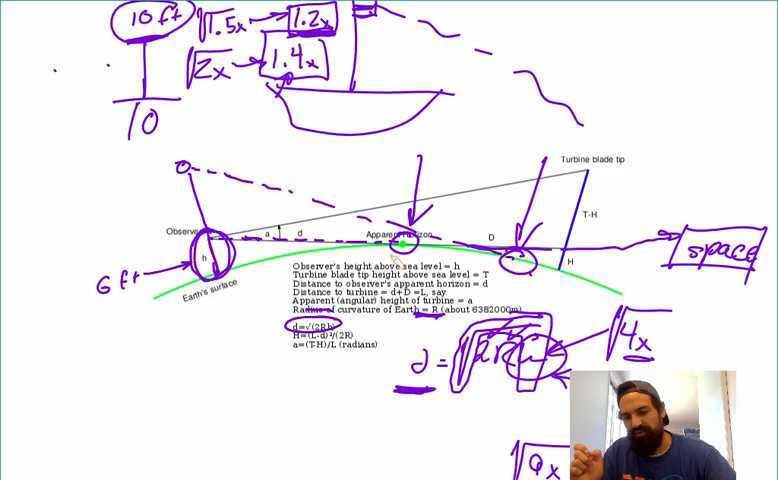 10 ft
√1.5x → 1.2x
√2x → 1.4x
10
Turbine blade tip
T-H
Observe
a
d
Apparent horizon
D
space
h
H
6 ft
Earth's surface
Observer's height above sea level = h
Turbine blade tip height above sea level = T
Distance to observer's apparent horizon = d
Distance to turbine = d+D =L, say
Apparent (angular) height of turbine = a
Radius of curvature of Earth = R (about 6382000m)
d=√(2Rh)
H=(L-d)²/(2R)
a=(T-H)/L (radians)
√4x
d = √2R
√9x